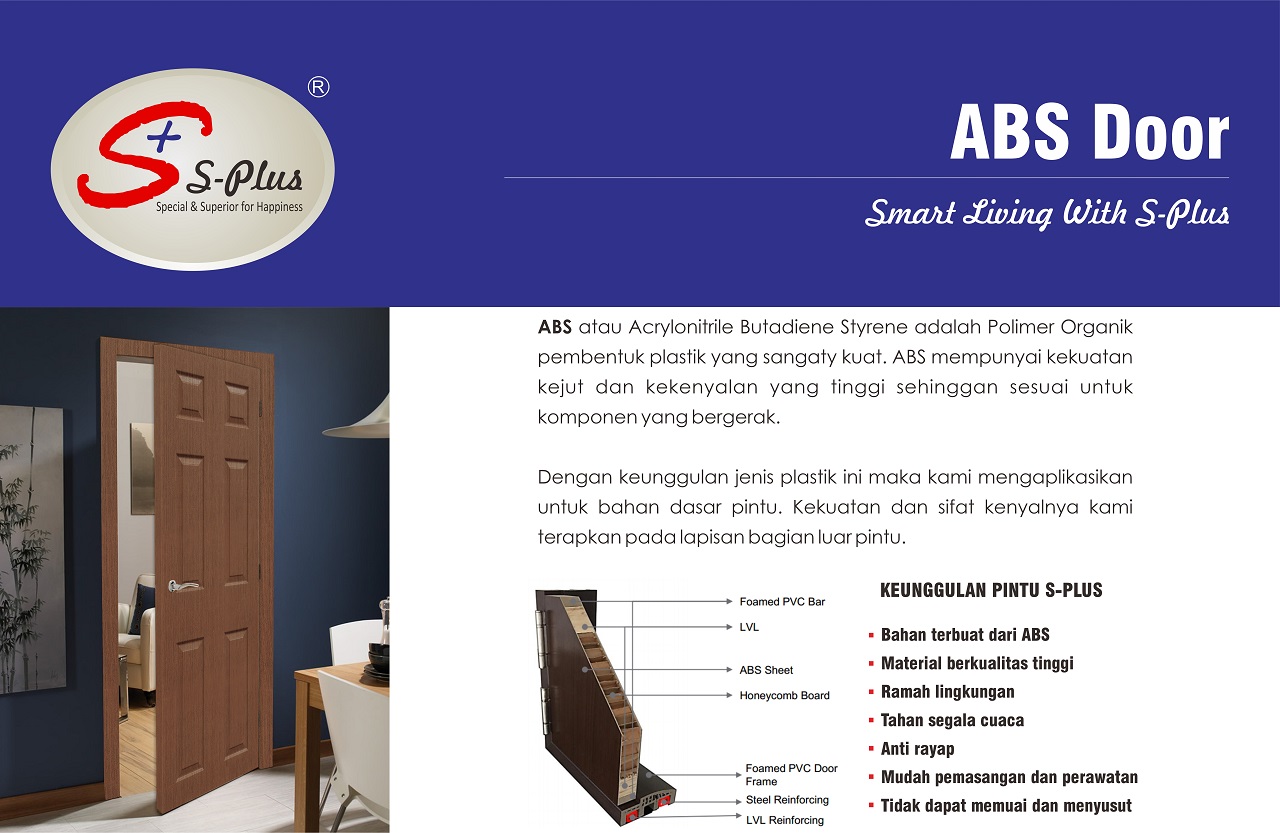 ®
S+
S-Plus
Special & Superior for Happiness
ABS Door
Smart Living With S-Plus
ABS atau Acrylonitrile Butadiene Styrene adalah Polimer Organik
pembentuk plastik yang sangaty kuat. ABS mempunyai kekuatan
kejut dan kekenyalan yang tinggi sehinggan sesuai untuk
komponen yang bergerak.
Dengan keunggulan jenis plastik ini maka kami mengaplikasikan
untuk bahan dasar pintu. Kekuatan dan sifat kenyalnya kami
terapkan pada lapisan bagian luar pintu.
Foamed PVC Bar
LVL
ABS Sheet
Honeycomb Board
Foamed PVC Door
Frame
Steel Reinforcing
LVL Reinforcing
KEUNGGULAN PINTU S-PLUS
▪ Bahan terbuat dari ABS
▪ Material berkualitas tinggi
▪ Ramah lingkungan
▪ Tahan segala cuaca
▪ Anti rayap
▪ Mudah pemasangan dan perawatan
▪ Tidak dapat memuai dan menyusut